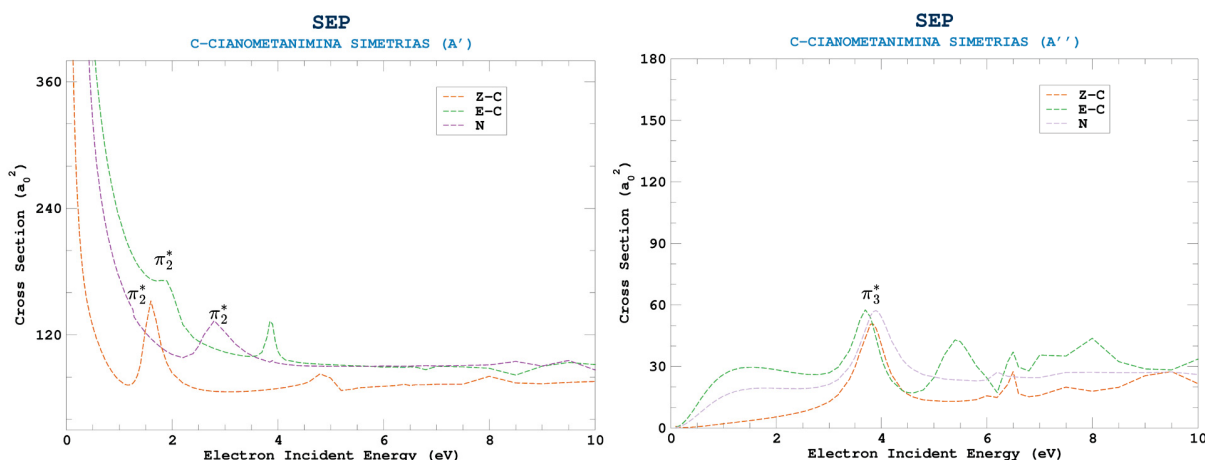 SEP
C-CIANOMETANIMINA SIMETRIAS (A')
Cross Section (a₀²)
360
240
120
Z-C
E-C
N
π₂*
π₂*
π₂*
0 2 4 6 8 10
Electron Incident Energy (eV)
SEP
C-CIANOMETANIMINA SIMETRIAS (A'')
Cross Section (a₀²)
180
150
120
90
60
30
0
Z-C
E-C
N
π₃*
0 2 4 6 8 10
Electron Incident Energy (eV)